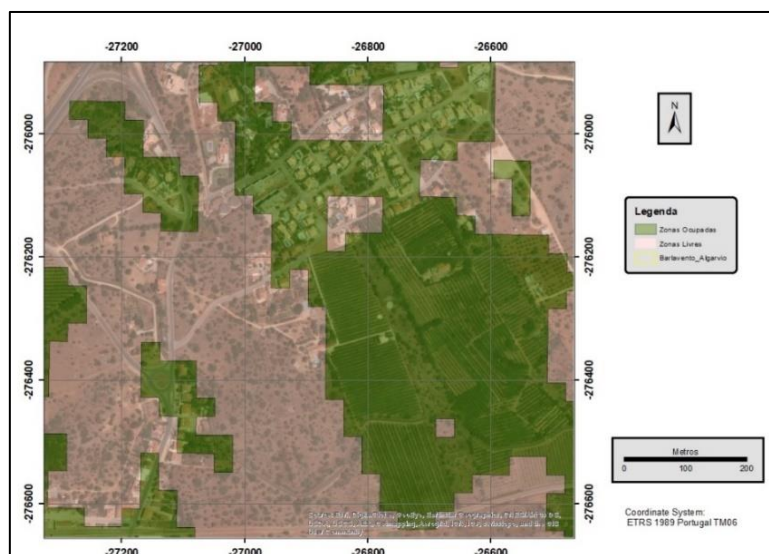 -27200 -27000 -26800 -26600
-276000 -276000
-276200 -276200
-276400 -276400
-276600 -276600
-27200 -27000 -26800 -26600
N
Legenda
Zonas Ocupadas
Zonas Livres
Barlavento_Algarvio
Metros
0 100 200
Coordinate System:
ETRS 1989 Portugal TM06